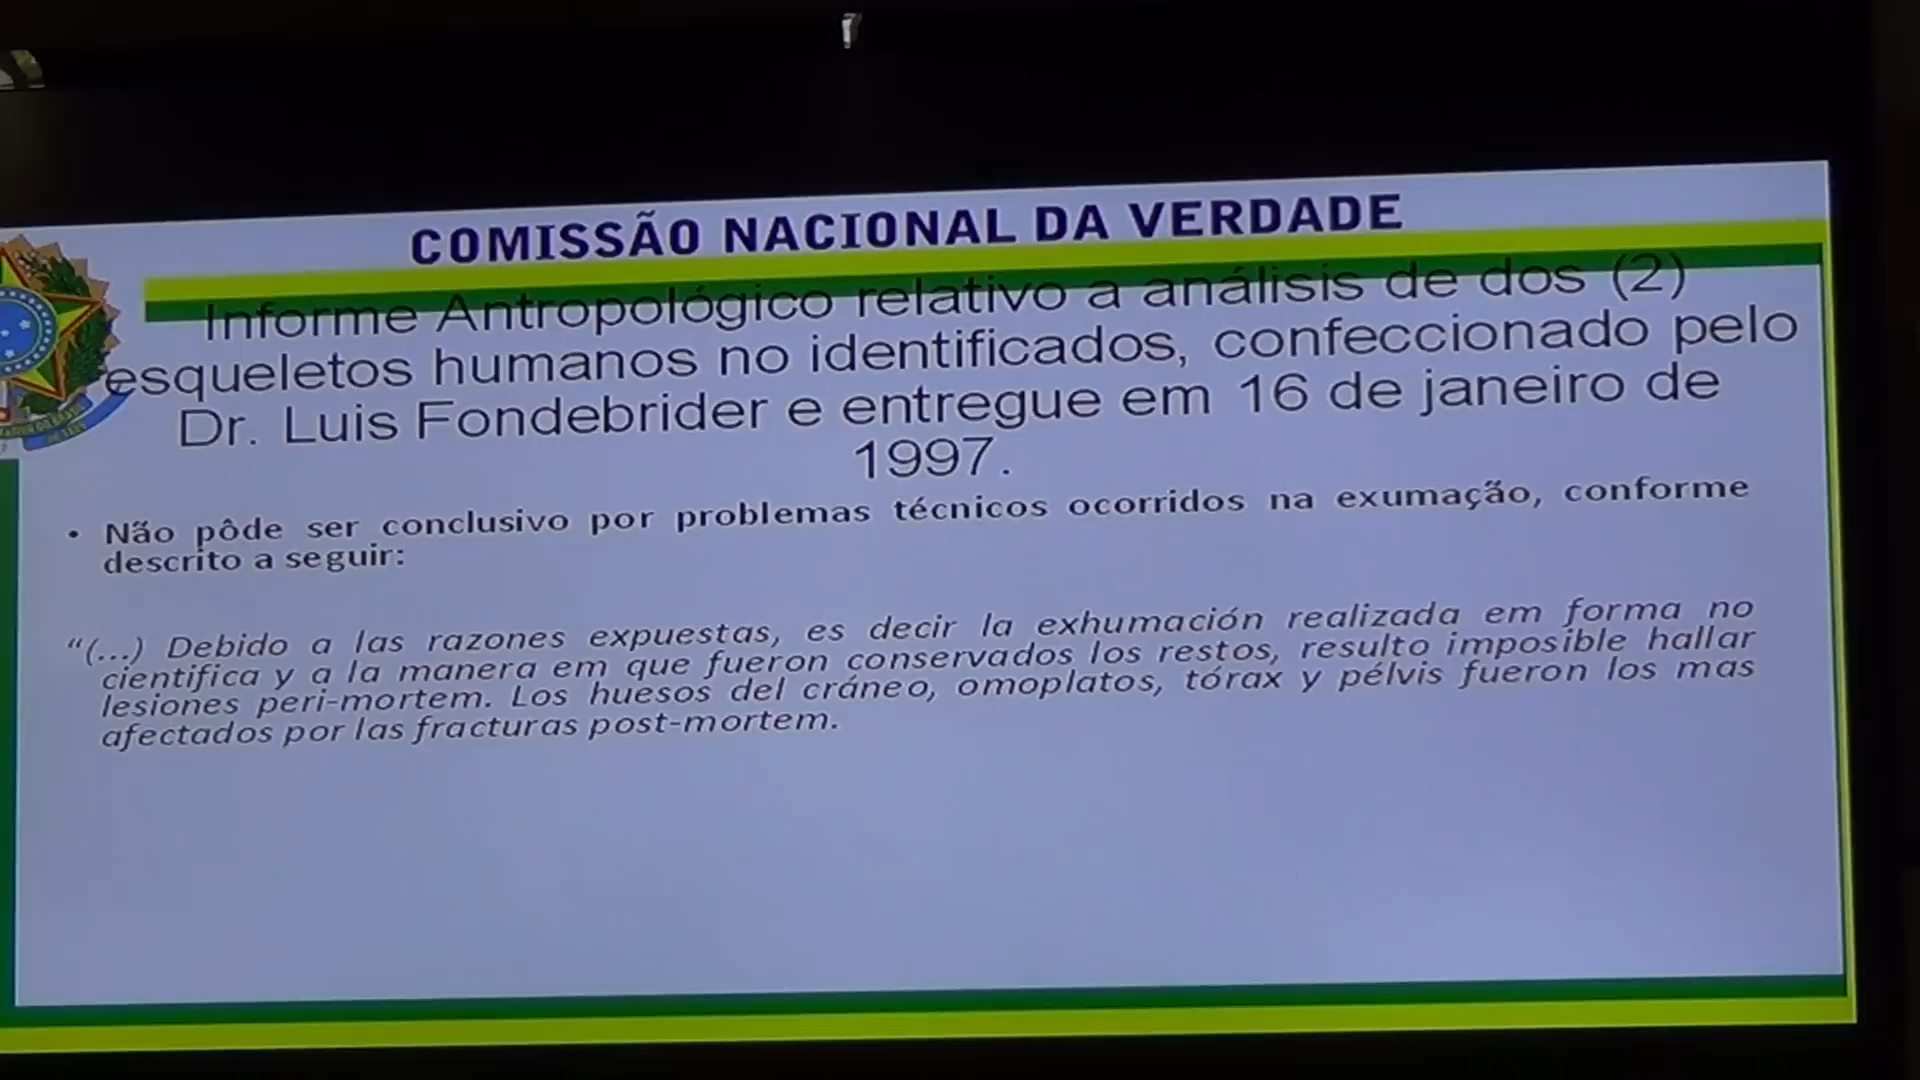 COMISSÃO NACIONAL DA VERDADE
Informe Antropológico relativo a análisis de dos (2)
esqueletos humanos no identificados, confeccionado pelo
Dr. Luis Fondebrider e entregue em 16 de janeiro de
1997.
• Não pôde ser conclusivo por problemas técnicos ocorridos na exumação, conforme
descrito a seguir:
“(...) Debido a las razones expuestas, es decir la exhumación realizada em forma no
cientifica y a la manera em que fueron conservados los restos, resulto imposible hallar
lesiones peri-mortem. Los huesos del cráneo, omoplatos, tórax y pélvis fueron los mas
afectados por las fracturas post-mortem.